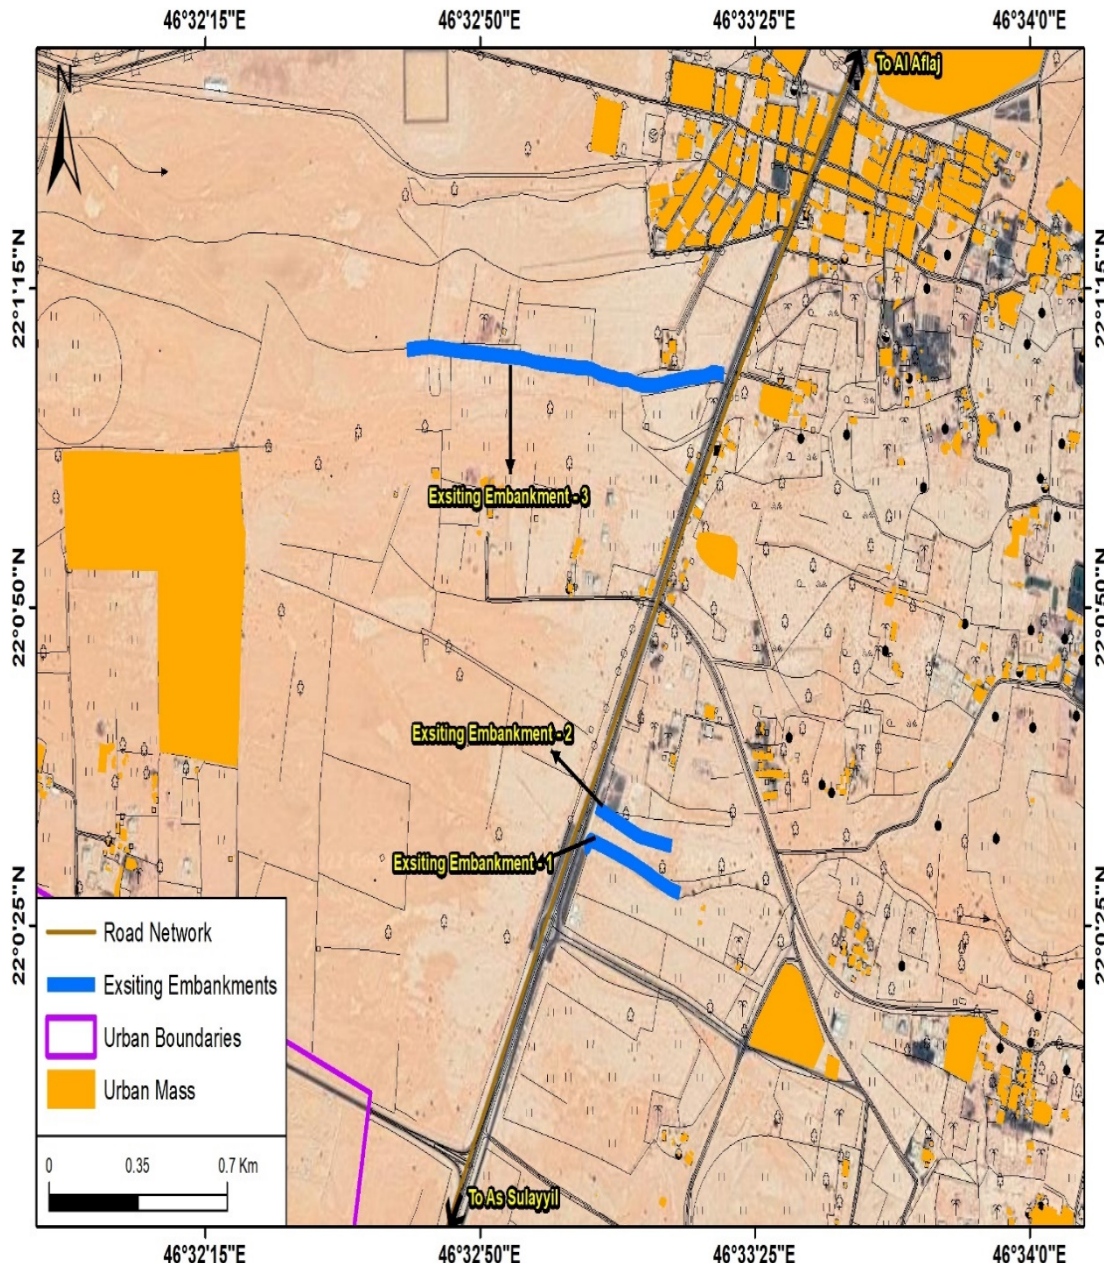 46°32'15"E
46°32'50"E
46°33'25"E
46°34'0"E
N
To Al Aflaj
22°1'15"N
22°1'15"N
Exsiting Embankment - 3
22°0'50"N
22°0'50"N
Exsiting Embankment - 2
Exsiting Embankment - 1
22°0'25"N
22°0'25"N
Road Network
Exsiting Embankments
Urban Boundaries
Urban Mass
0 0.35 0.7 Km
To As Sulayyil
46°32'15"E
46°32'50"E
46°33'25"E
46°34'0"E